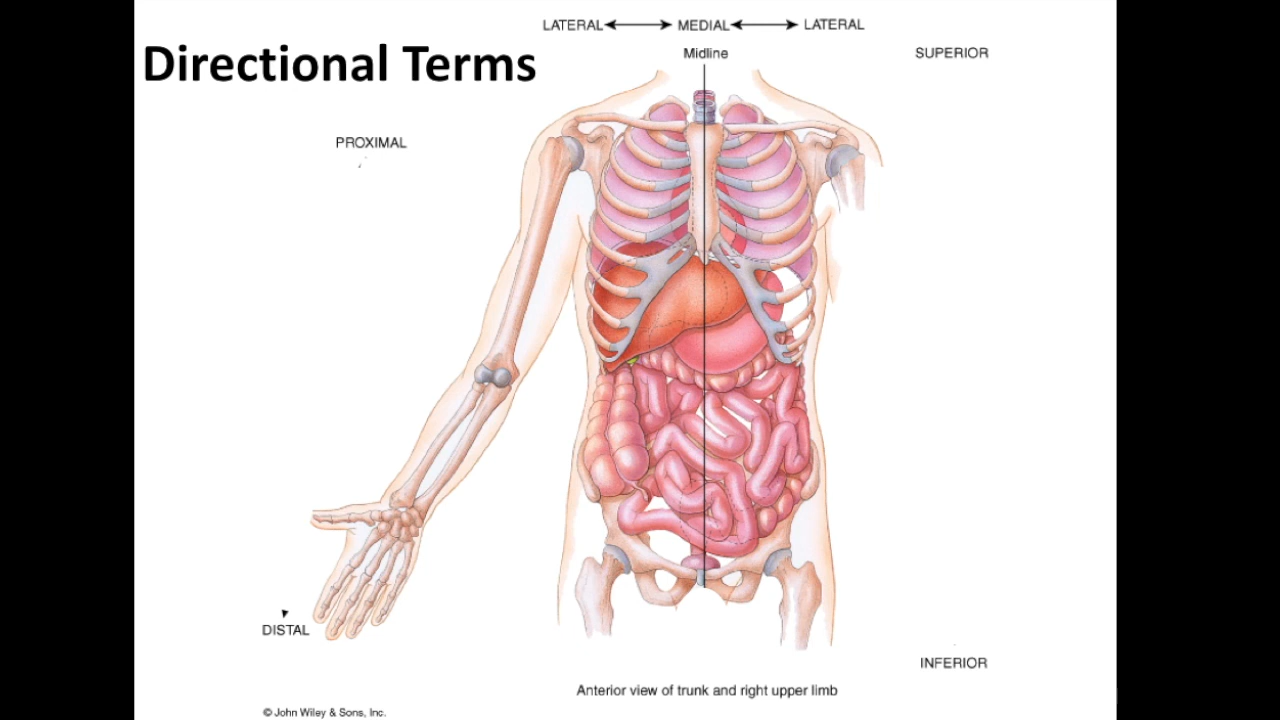 LATERAL MEDIAL LATERAL
Directional Terms
Midline
SUPERIOR
PROXIMAL
DISTAL
INFERIOR
Anterior view of trunk and right upper limb
© John Wiley & Sons, Inc.